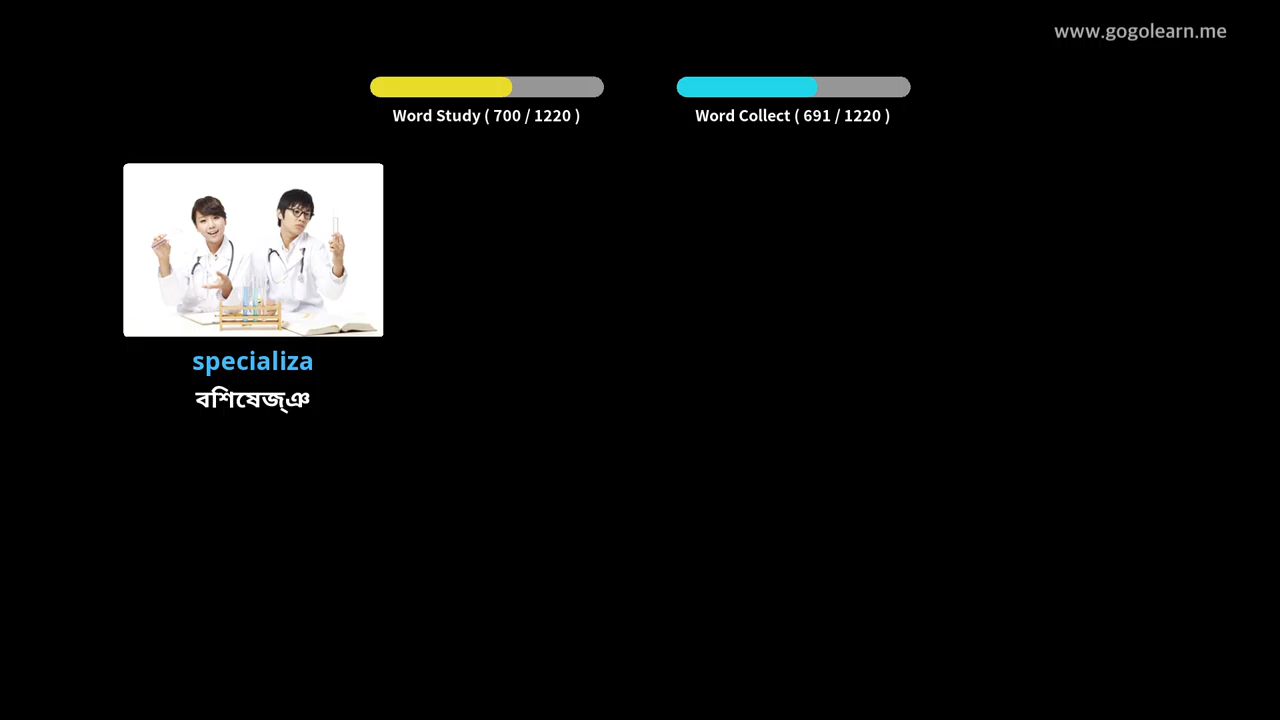 www.gogolearn.me
Word Study ( 700 / 1220 )
Word Collect ( 691 / 1220 )
specializa
বশিষেজ্ঞ